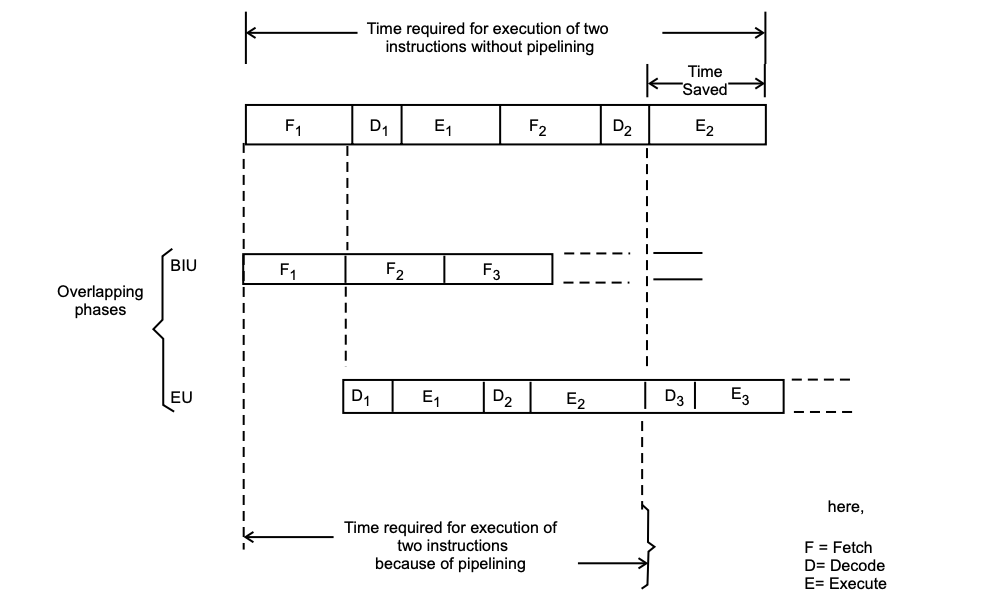 Time required for execution of two
instructions without pipelining
Time
Saved
F1 D1 E1 F2 D2 E2
BIU
F1 F2 F3
Overlapping
phases
EU
D1 E1 D2 E2 D3 E3
here,
Time required for execution of
two instructions
because of pipelining
F = Fetch
D= Decode
E= Execute